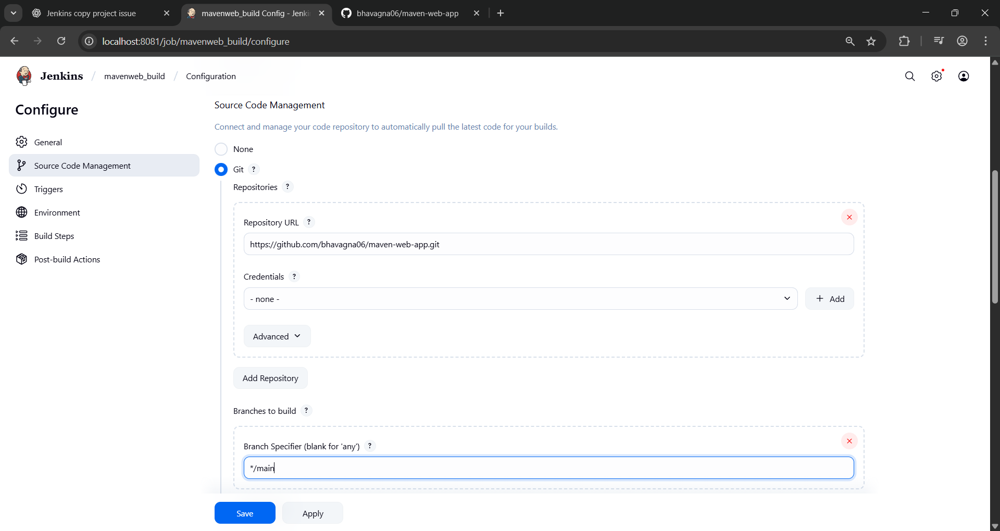 Jenkins copy project issue
mavenweb_build Config - Jenki
bhavagna06/maven-web-app
localhost:8081/job/mavenweb_build/configure
Jenkins / mavenweb_build / Configuration
Configure
General
Source Code Management
Triggers
Environment
Build Steps
Post-build Actions
Source Code Management
Connect and manage your code repository to automatically pull the latest code for your builds.
None
Git ?
Repositories ?
Repository URL ?
https://github.com/bhavagna06/maven-web-app.git
Credentials ?
- none -
+ Add
Advanced
Add Repository
Branches to build ?
Branch Specifier (blank for 'any') ?
*/main
Save
Apply